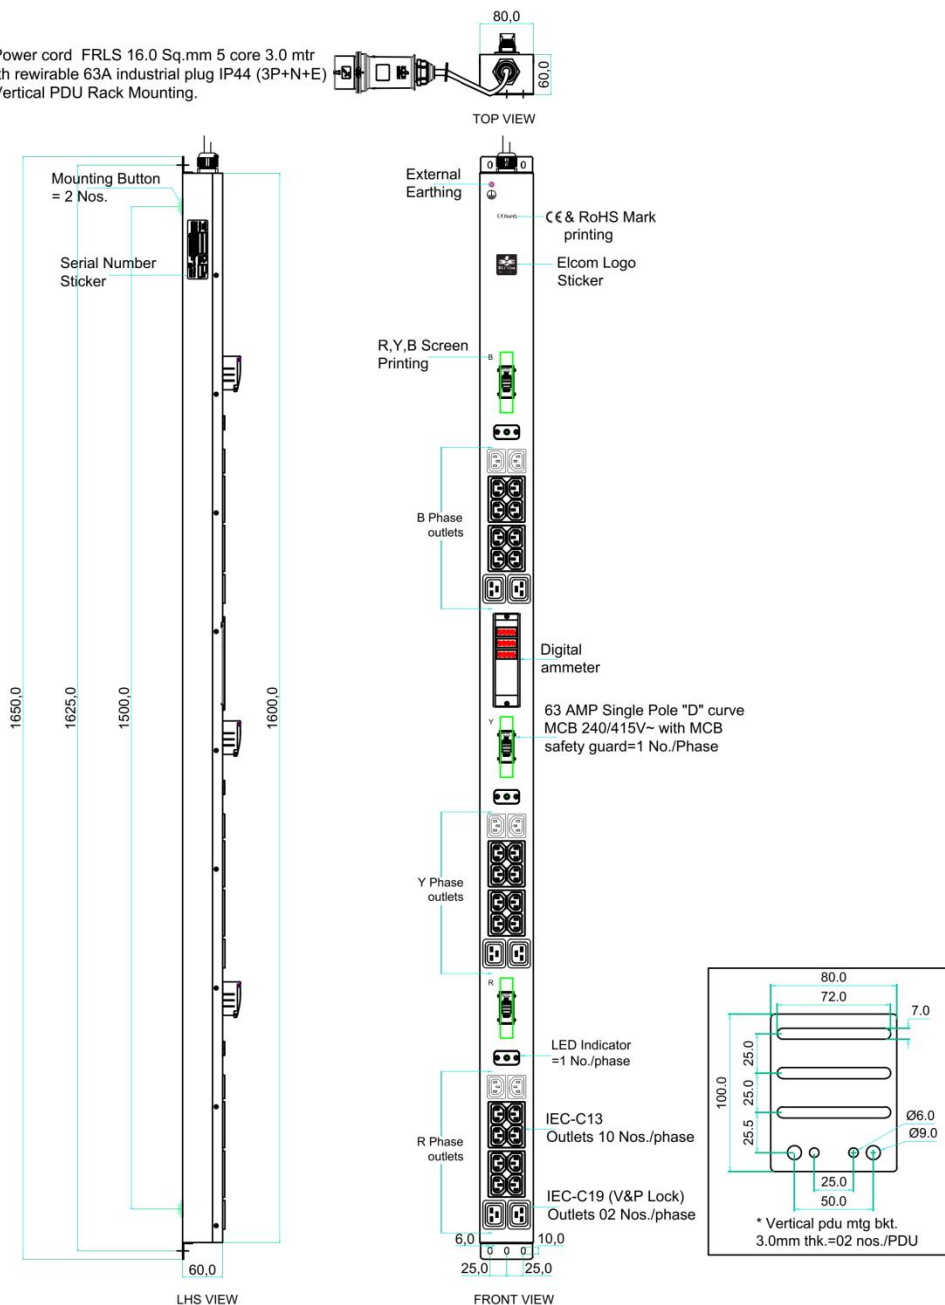 Power cord FRLS 16.0 Sq.mm 5 core 3.0 mtr
th rewirable 63A industrial plug IP44 (3P+N+E)
Vertical PDU Rack Mounting.
80,0
60,0
TOP VIEW
Mounting Button
= 2 Nos.
Serial Number
Sticker
External
Earthing
CE RoHS
CE & RoHS Mark
printing
Elcom Logo
Sticker
R,Y,B Screen
Printing
B
B Phase
outlets
Digital
ammeter
1650,0
1625,0
1500,0
1600,0
63 AMP Single Pole "D" curve
MCB 240/415V~ with MCB
safety guard=1 No./Phase
Y
Y Phase
outlets
R
LED Indicator
=1 No./phase
R Phase
outlets
IEC-C13
Outlets 10 Nos./phase
IEC-C19 (V&P Lock)
Outlets 02 Nos./phase
6,0
10,0
25,0
25,0
60,0
LHS VIEW
FRONT VIEW
80.0
72.0
7.0
100.0
25.0
25.0
25.5
Ø6.0
Ø9.0
25.0
50.0
* Vertical pdu mtg bkt.
3.0mm thk.=02 nos./PDU